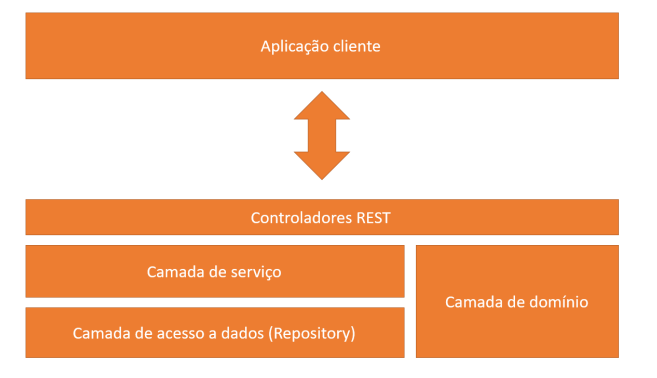 Aplicação cliente
Controladores REST
Camada de serviço
Camada de domínio
Camada de acesso a dados (Repository)